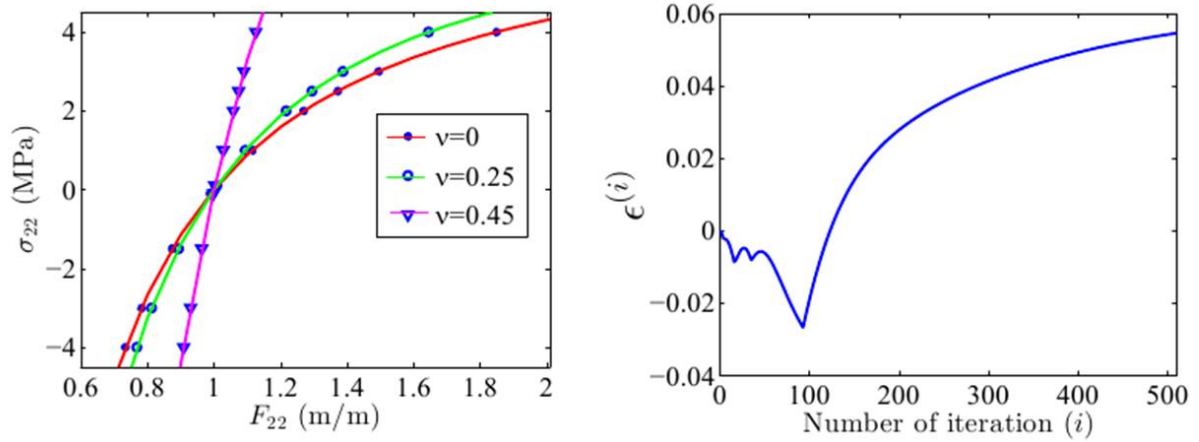 4
2
0
−2
−4
σ22 (MPa)
0.6 0.8 1 1.2 1.4 1.6 1.8 2
F22 (m/m)
ν=0
ν=0.25
ν=0.45
0.06
0.04
0.02
0
−0.02
−0.04
ϵ(i)
0 100 200 300 400 500
Number of iteration (i)